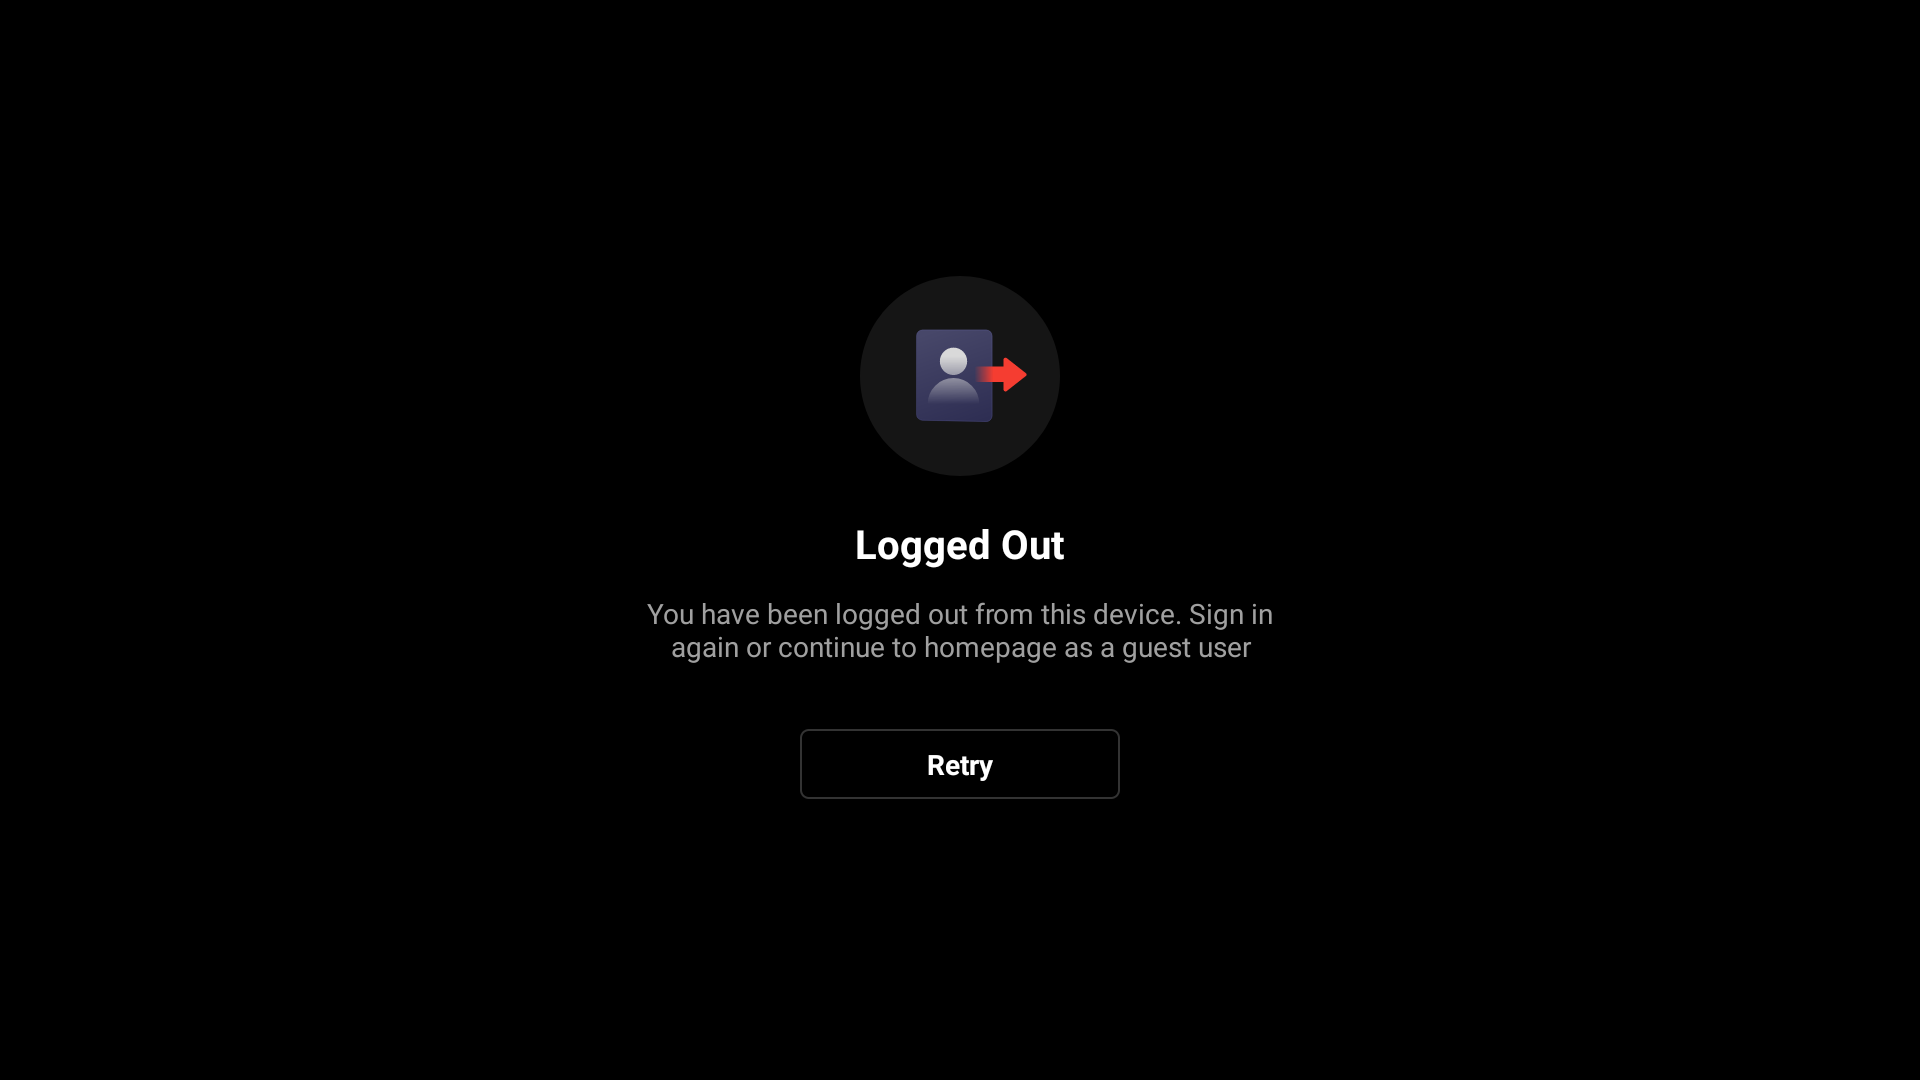 Logged Out
You have been logged out from this device. Sign in
again or continue to homepage as a guest user
Retry